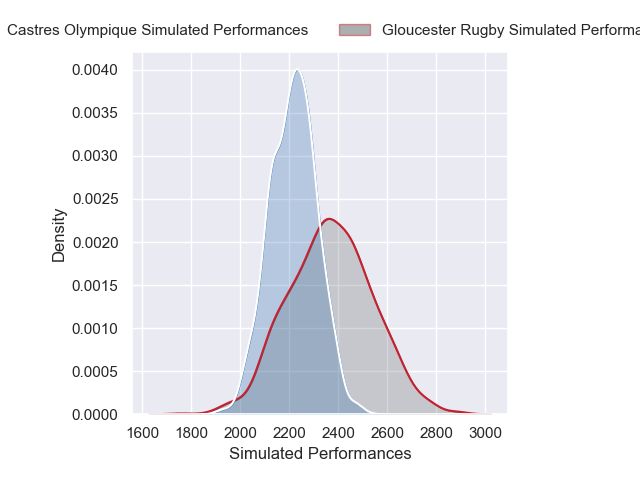 Castres Olympique Simulated Performances
Gloucester Rugby Simulated
0.0040
0.0035
0.0030
0.0025
0.0020
0.0015
0.0010
0.0005
0.0000
Density
1600 1800 2000 2200 2400 2600 2800 3000
Simulated Performances